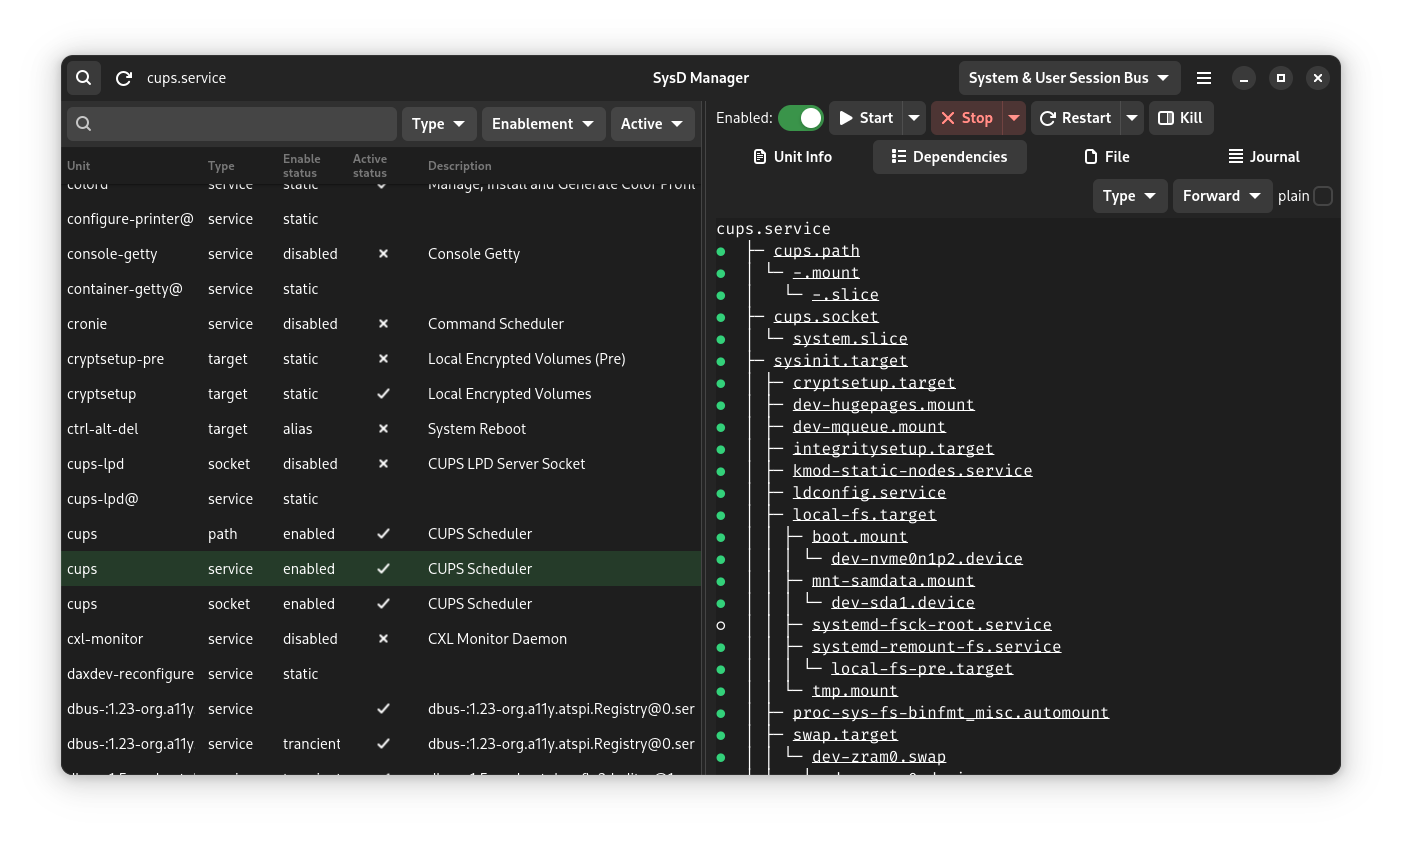 cups.service
SysD Manager
System & User Session Bus
Type Enablement Active
Unit Type Enable status Active status Description
colord service static Manage, Install and Generate Color Profil
configure-printer@ service static
console-getty service disabled Console Getty
container-getty@ service static
cronie service disabled Command Scheduler
cryptsetup-pre target static Local Encrypted Volumes (Pre)
cryptsetup target static Local Encrypted Volumes
ctrl-alt-del target alias System Reboot
cups-lpd socket disabled CUPS LPD Server Socket
cups-lpd@ service static
cups path enabled CUPS Scheduler
cups service enabled CUPS Scheduler
cups socket enabled CUPS Scheduler
cxl-monitor service disabled CXL Monitor Daemon
daxdev-reconfigure service static
dbus-:1.23-org.a11y service dbus-:1.23-org.a11y.atspi.Registry@0.ser
dbus-:1.23-org.a11y service trancient dbus-:1.23-org.a11y.atspi.Registry@0.ser
Enabled: Start Stop Restart Kill
Unit Info Dependencies File Journal
Type Forward plain
cups.service
cups.path
-.mount
-.slice
cups.socket
system.slice
sysinit.target
cryptsetup.target
dev-hugepages.mount
dev-mqueue.mount
integritysetup.target
kmod-static-nodes.service
ldconfig.service
local-fs.target
boot.mount
dev-nvme0n1p2.device
mnt-samdata.mount
dev-sda1.device
systemd-fsck-root.service
systemd-remount-fs.service
local-fs-pre.target
tmp.mount
proc-sys-fs-binfmt_misc.automount
swap.target
dev-zram0.swap